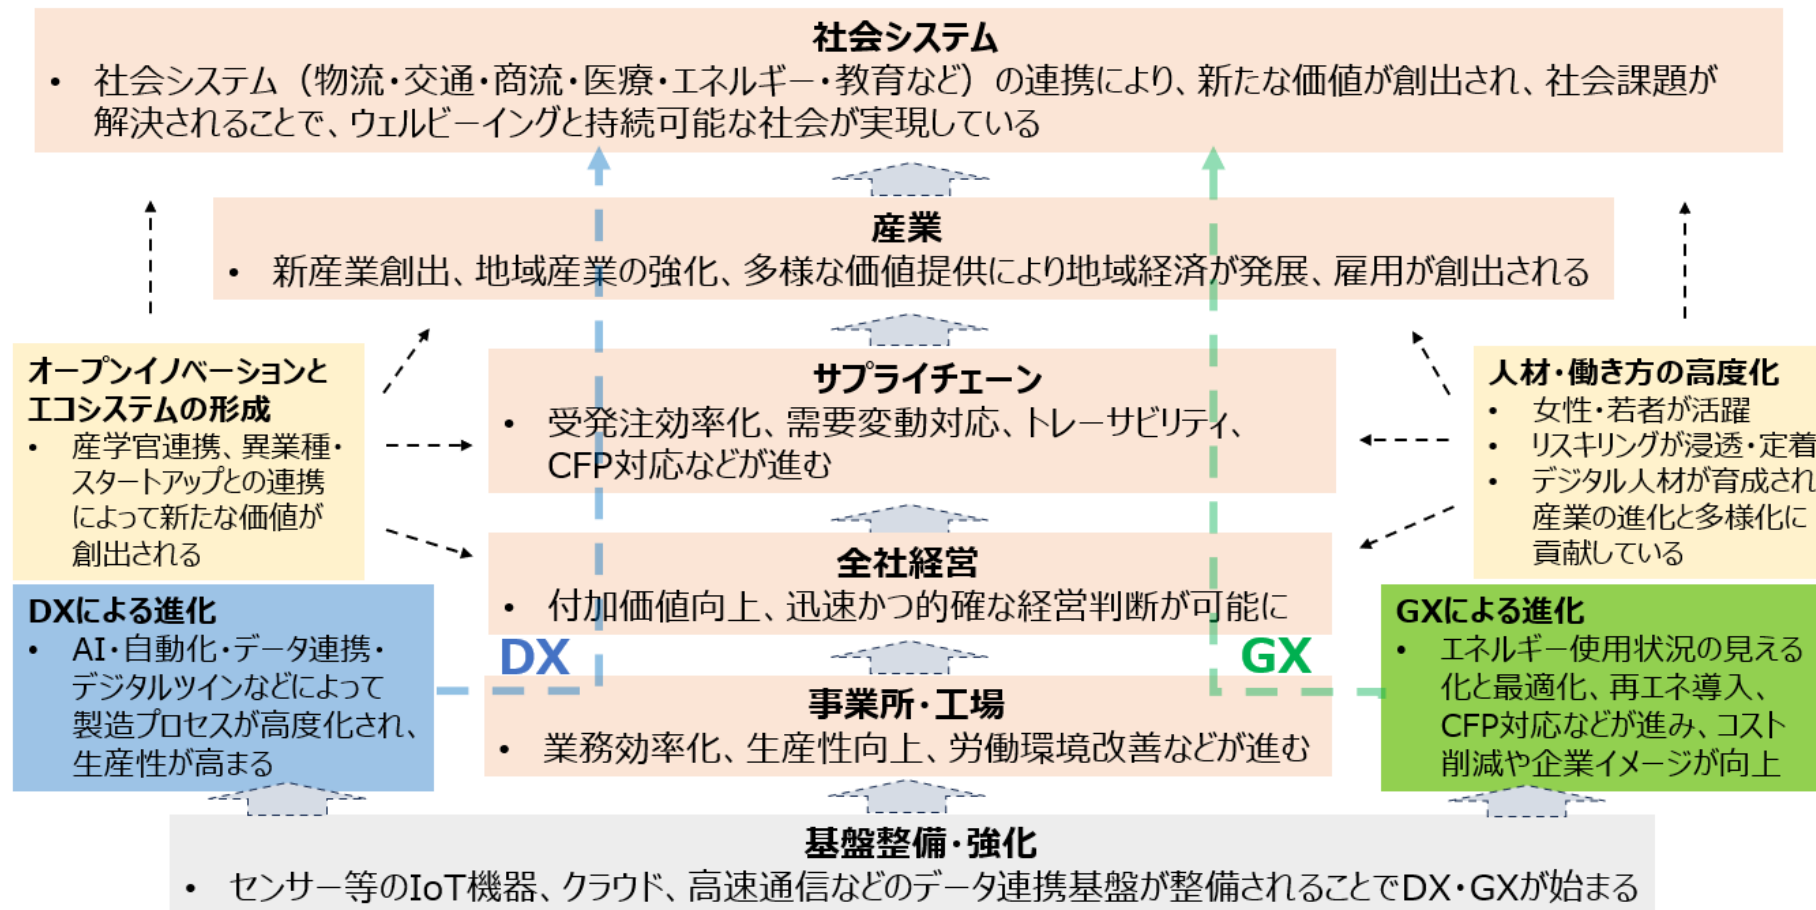 社会システム
• 社会システム（物流・交通・商流・医療・エネルギー・教育など）の連携により、新たな価値が創出され、社会課題が
解決されることで、ウェルビーイングと持続可能な社会が実現している
産業
• 新産業創出、地域産業の強化、多様な価値提供により地域経済が発展、雇用が創出される
オープンイノベーションと
エコシステムの形成
• 産学官連携、異業種・
スタートアップとの連携
によって新たな価値が
創出される
サプライチェーン
• 受発注効率化、需要変動対応、トレーサビリティ、
CFP対応などが進む
人材・働き方の高度化
• 女性・若者が活躍
• リスキリングが浸透・定着
• デジタル人材が育成され
産業の進化と多様化に
貢献している
全社経営
• 付加価値向上、迅速かつ的確な経営判断が可能に
DXによる進化
• AI・自動化・データ連携・
デジタルツインなどによって
製造プロセスが高度化され、
生産性が高まる
DX
GX
事業所・工場
• 業務効率化、生産性向上、労働環境改善などが進む
GXによる進化
• エネルギー使用状況の見える
化と最適化、再エネ導入、
CFP対応などが進み、コスト
削減や企業イメージが向上
基盤整備・強化
• センサー等のIoT機器、クラウド、高速通信などのデータ連携基盤が整備されることでDX・GXが始まる